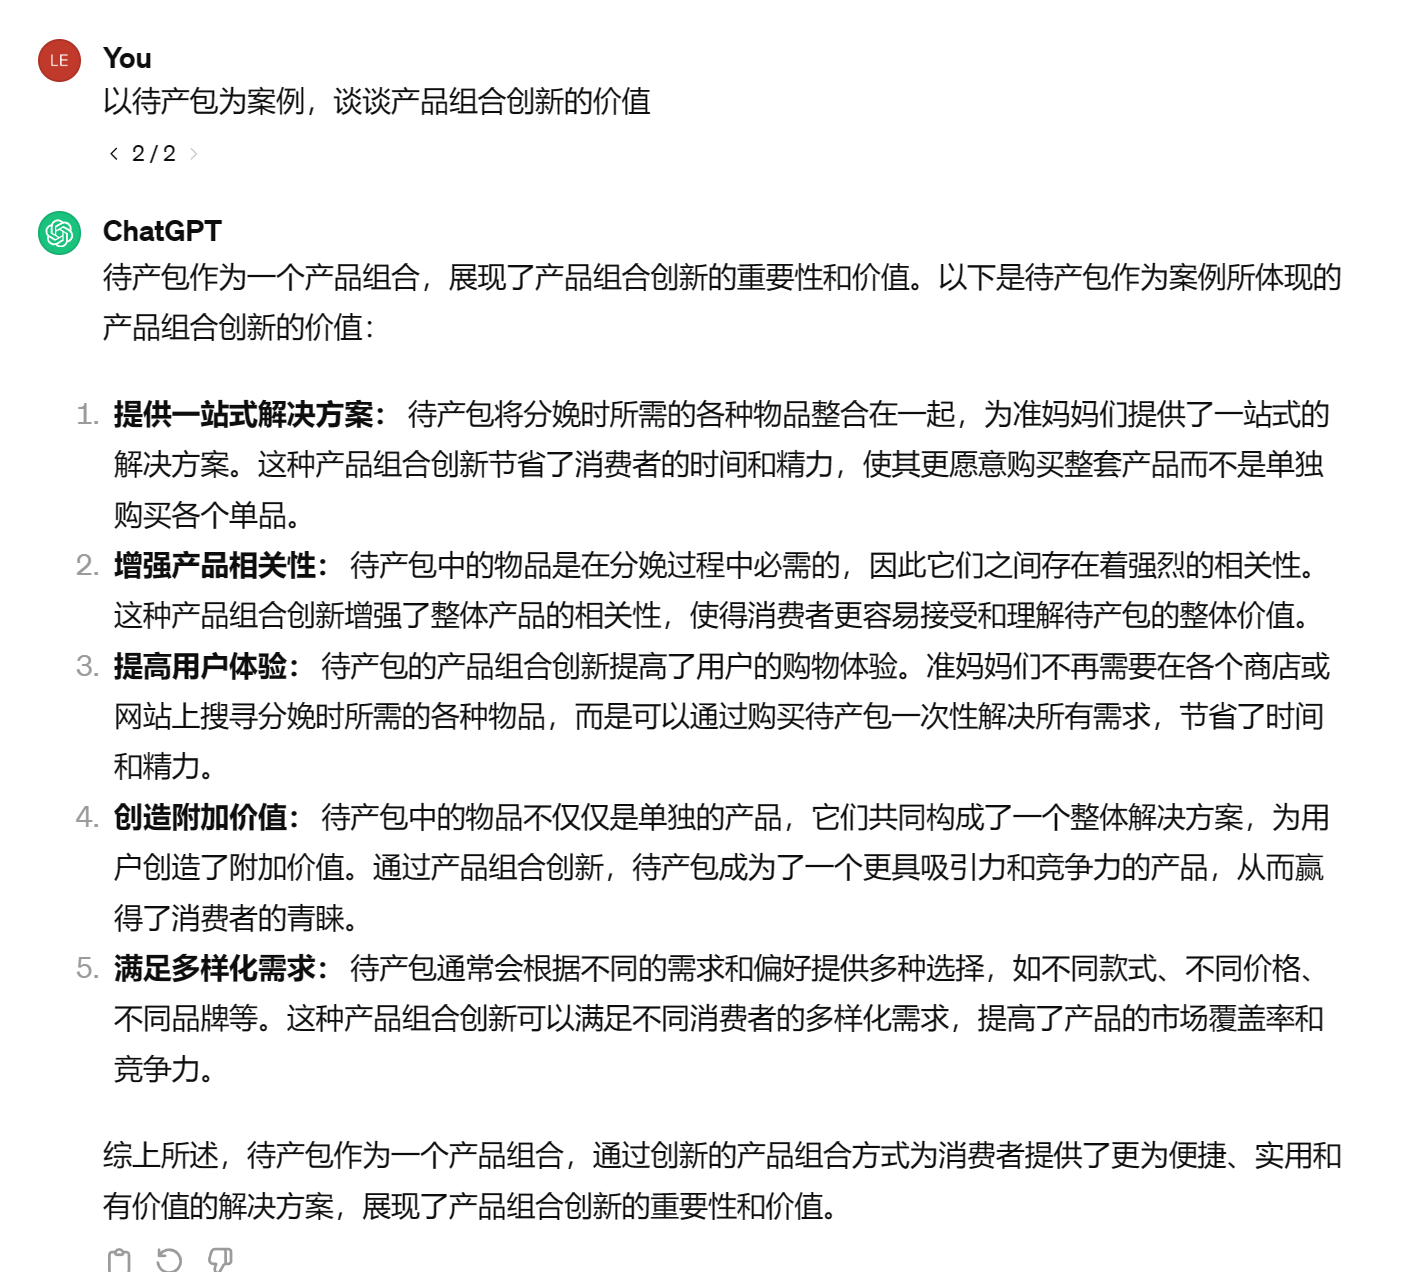 LE
You
以待产包为案例，谈谈产品组合创新的价值
2 / 2
ChatGPT
待产包作为一个产品组合，展现了产品组合创新的重要性和价值。以下是待产包作为案例所体现的
产品组合创新的价值：
1. 提供一站式解决方案： 待产包将分娩时所需的各种物品整合在一起，为准妈妈们提供了一站式的
解决方案。这种产品组合创新节省了消费者的时间和精力，使其更愿意购买整套产品而不是单独
购买各个单品。
2. 增强产品相关性： 待产包中的物品是在分娩过程中必需的，因此它们之间存在着强烈的相关性。
这种产品组合创新增强了整体产品的相关性，使得消费者更容易接受和理解待产包的整体价值。
3. 提高用户体验： 待产包的产品组合创新提高了用户的购物体验。准妈妈们不再需要在各个商店或
网站上搜寻分娩时所需的各种物品，而是可以通过购买待产包一次性解决所有需求，节省了时间
和精力。
4. 创造附加价值： 待产包中的物品不仅仅是单独的产品，它们共同构成了一个整体解决方案，为用
户创造了附加价值。通过产品组合创新，待产包成为了一个更具吸引力和竞争力的产品，从而赢
得了消费者的青睐。
5. 满足多样化需求： 待产包通常会根据不同的需求和偏好提供多种选择，如不同款式、不同价格、
不同品牌等。这种产品组合创新可以满足不同消费者的多样化需求，提高了产品的市场覆盖率和
竞争力。
综上所述，待产包作为一个产品组合，通过创新的产品组合方式为消费者提供了更为便捷、实用和
有价值的解决方案，展现了产品组合创新的重要性和价值。